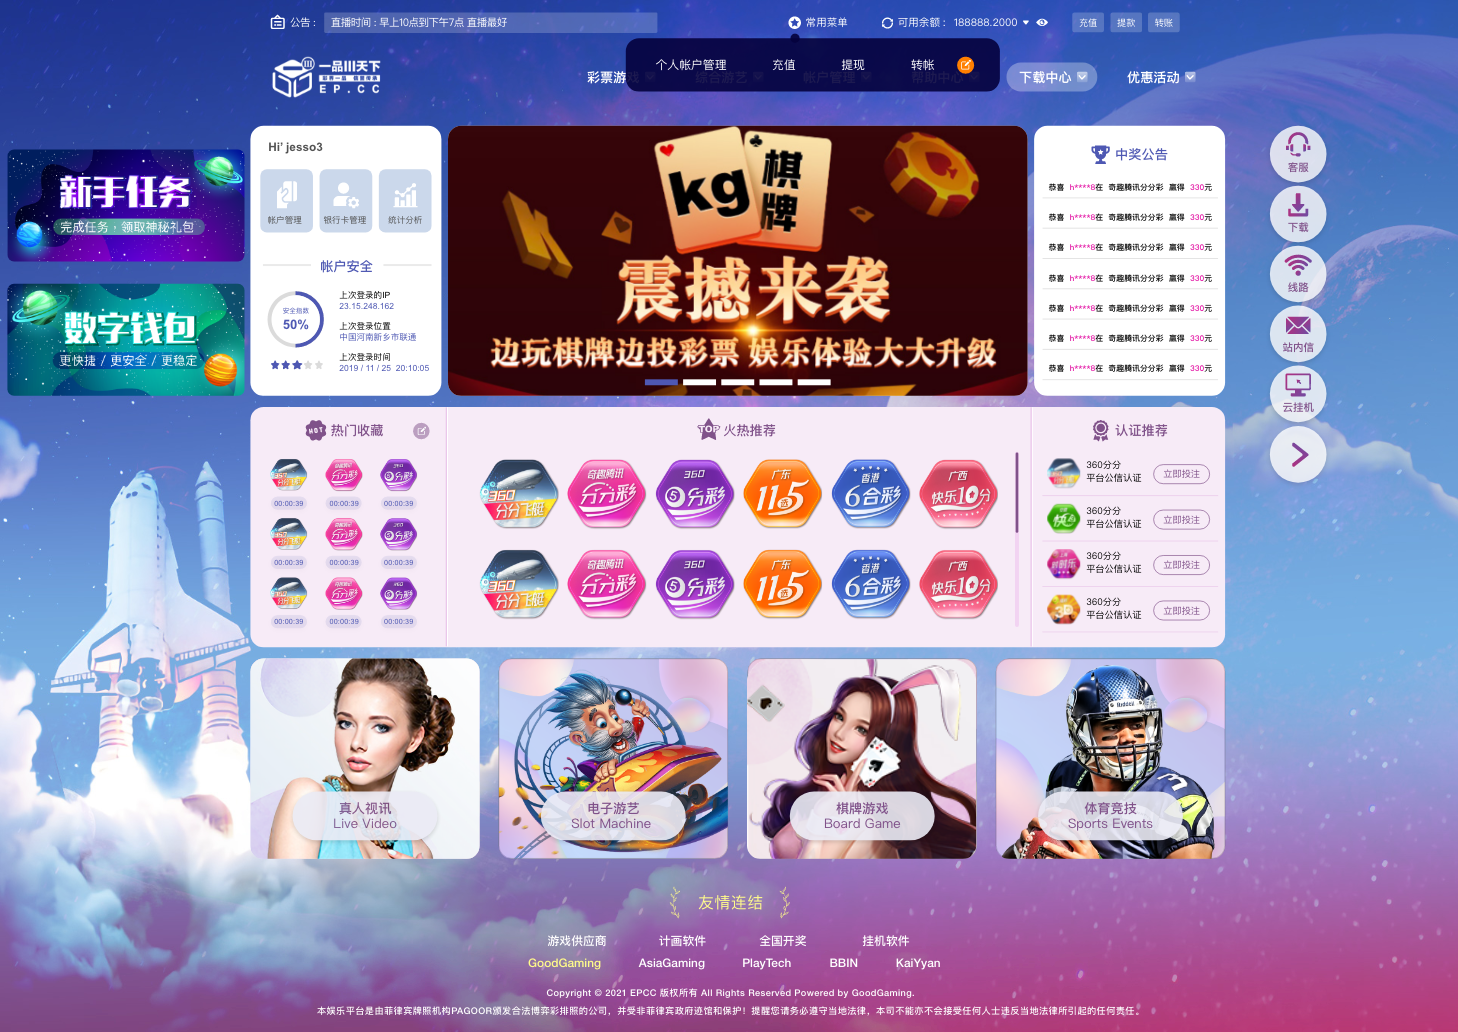 公告 :
直播时间 : 早上10点到下午7点 直播最好
常用菜单
可用余额 : 188888.2000
充值
提款
转账
个人帐户管理
充值
提现
转帐
一品川天下
EP.CC
彩票游戏
综合游艺
帐户管理
帮助中心
下载中心
优惠活动
新手任务
完成任务，领取神秘礼包
数字钱包
更快捷 / 更安全 / 更稳定
Hi' jesso3
帐户管理
银行卡管理
统计分析
帐户安全
安全指数
50%
上次登录的IP
23.15.248.162
上次登录位置
中国河南新乡市联通
上次登录时间
2019 / 11 / 25 20:10:05
kg
棋牌
震撼来袭
边玩棋牌边投彩票 娱乐体验大大升级
中奖公告
恭喜 h****8在 奇趣腾讯分分彩 赢得 330元
恭喜 h****8在 奇趣腾讯分分彩 赢得 330元
恭喜 h****8在 奇趣腾讯分分彩 赢得 330元
恭喜 h****8在 奇趣腾讯分分彩 赢得 330元
恭喜 h****8在 奇趣腾讯分分彩 赢得 330元
恭喜 h****8在 奇趣腾讯分分彩 赢得 330元
恭喜 h****8在 奇趣腾讯分分彩 赢得 330元
客服
下载
线路
站内信
云挂机
HOT
热门收藏
00:00:39
00:00:39
00:00:39
00:00:39
00:00:39
00:00:39
00:00:39
00:00:39
00:00:39
TOP
火热推荐
360
分分飞艇
奇趣腾讯
分分彩
360
5分彩
广东
11选5
香港
6合彩
广西
快乐10分
360
分分飞艇
奇趣腾讯
分分彩
360
5分彩
广东
11选5
香港
6合彩
广西
快乐10分
认证推荐
360分分
平台公信认证
立即投注
360分分
平台公信认证
立即投注
360分分
平台公信认证
立即投注
360分分
平台公信认证
立即投注
真人视讯
Live Video
电子游艺
Slot Machine
棋牌游戏
Board Game
Riddell
体育竞技
Sports Events
友情连结
游戏供应商
计画软件
全国开奖
挂机软件
GoodGaming
AsiaGaming
PlayTech
BBIN
KaiYyan
Copyright © 2021 EPCC 版权所有 All Rights Reserved Powered by GoodGaming.
本娱乐平台是由菲律宾牌照机构PAGOOR颁发合法博弈彩排照的公司，并受非菲律宾政府迹馆和保护！提醒您请务必遵守当地法律，本司不能亦不会接受任何人士违反当地法律所引起的任何责任。